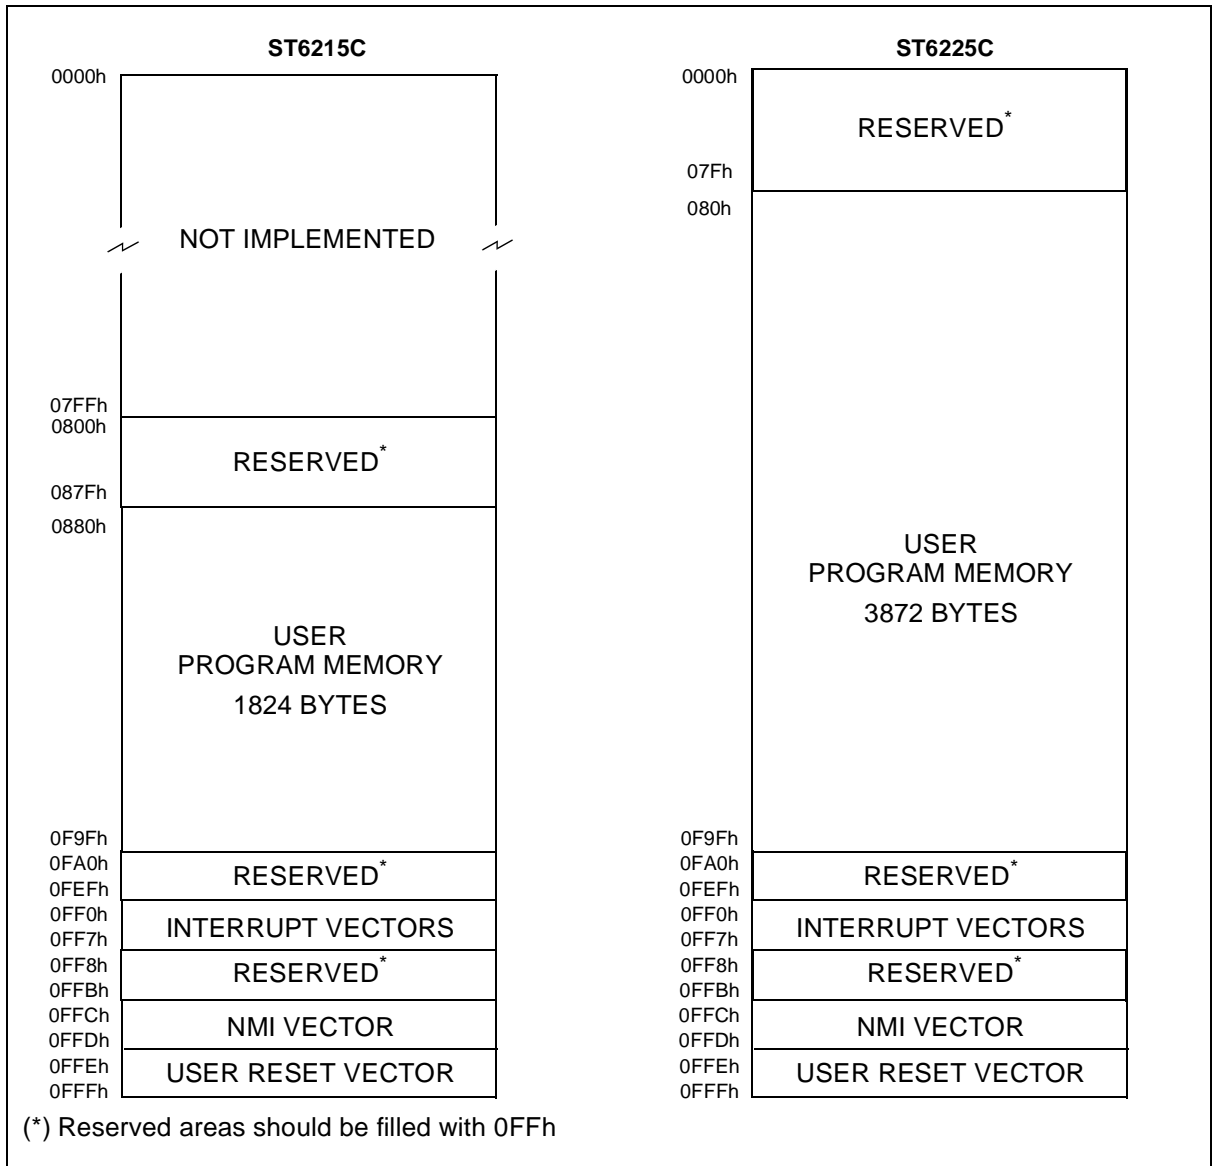 ST6215C
0000h
NOT IMPLEMENTED
07FFh
0800h
RESERVED*
087Fh
0880h
USER
PROGRAM MEMORY
1824 BYTES
0F9Fh
0FA0h
RESERVED*
0FEFh
0FF0h
INTERRUPT VECTORS
0FF7h
0FF8h
RESERVED*
0FFBh
0FFCh
NMI VECTOR
0FFDh
0FFEh
USER RESET VECTOR
0FFFh
ST6225C
0000h
RESERVED*
07Fh
080h
USER
PROGRAM MEMORY
3872 BYTES
0F9Fh
0FA0h
RESERVED*
0FEFh
0FF0h
INTERRUPT VECTORS
0FF7h
0FF8h
RESERVED*
0FFBh
0FFCh
NMI VECTOR
0FFDh
0FFEh
USER RESET VECTOR
0FFFh
(*) Reserved areas should be filled with 0FFh